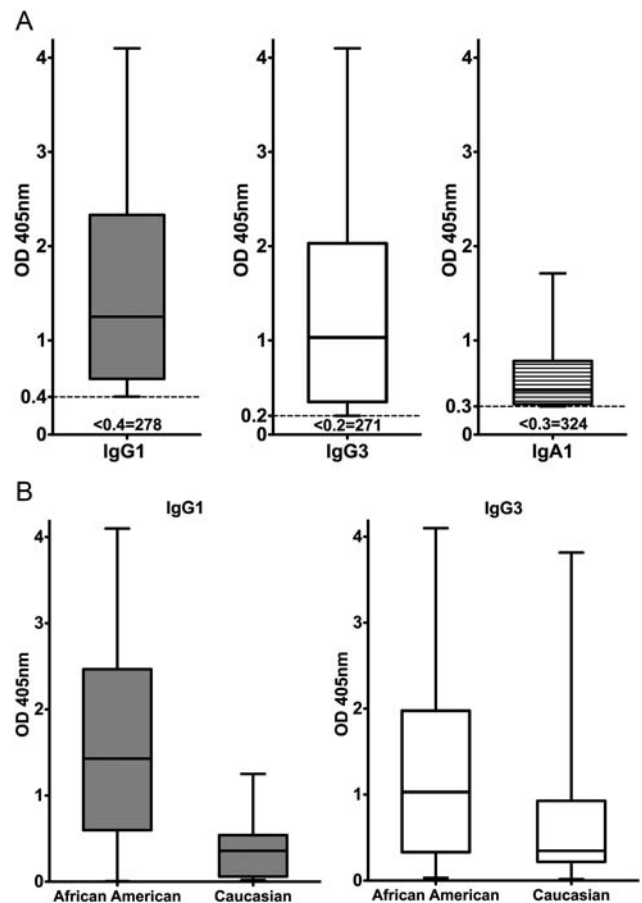 A
OD 405nm
4
3
2
1
0.4
0
<0.4=278
IgG1
OD 405nm
4
3
2
1
0.2
0
<0.2=271
IgG3
OD 405nm
4
3
2
1
0.3
0
<0.3=324
IgA1
B
IgG1
OD 405nm
4
3
2
1
0
African American
Caucasian
IgG3
OD 405nm
4
3
2
1
0
African American
Caucasian